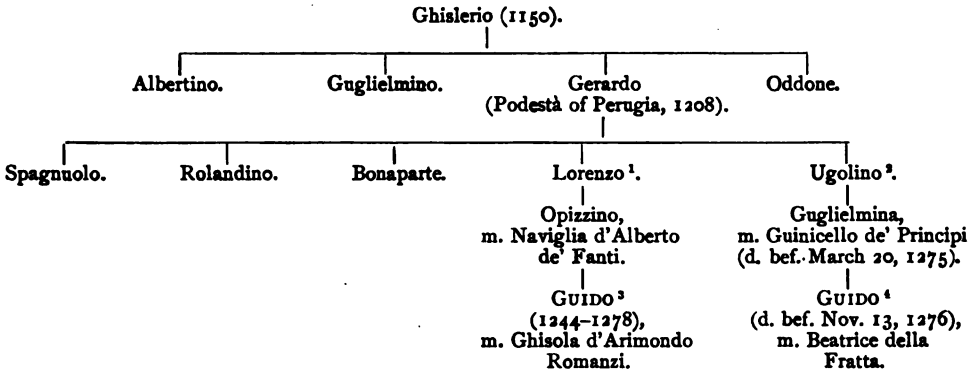 Ghislerio (1150).
Albertino. Guglielmino. Gerardo Oddone.
(Podestà of Perugia, 1208).
Spagnuolo. Rolandino. Bonaparte. Lorenzo ¹. Ugolino ².
Opizzino, Guglielmina,
m. Naviglia d'Alberto m. Guinicello de' Principi
de' Fanti. (d. bef. March 20, 1275).
GUIDO ³ GUIDO ⁴
(1244-1278), (d. bef. Nov. 13, 1276),
m. Ghisola d'Arimondo m. Beatrice della
Romanzi. Fratta.